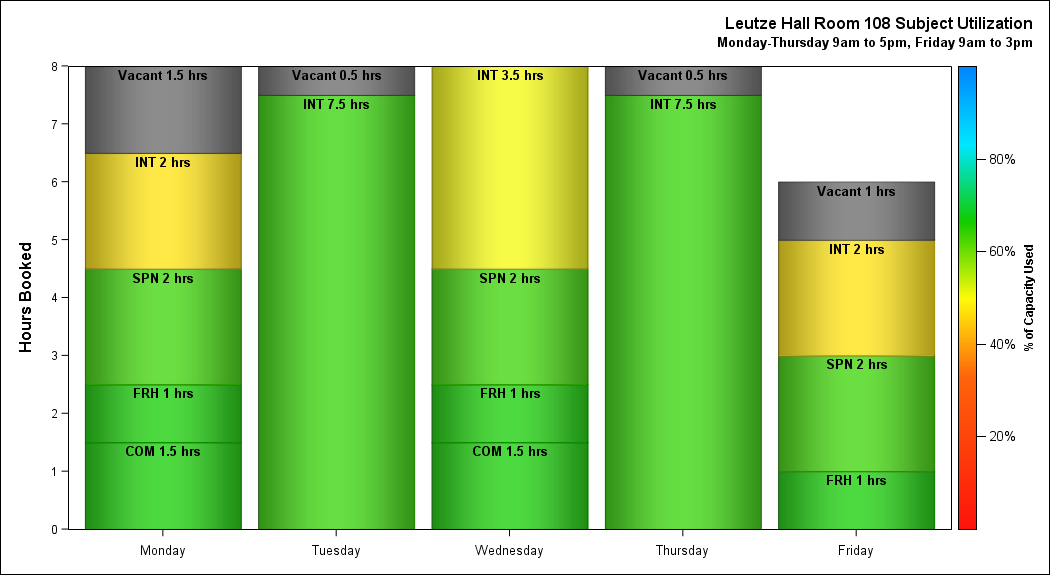 Leutze Hall Room 108 Subject Utilization
Monday-Thursday 9am to 5pm, Friday 9am to 3pm
Hours Booked
8
7
6
5
4
3
2
1
0
Vacant 1.5 hrs
INT 2 hrs
SPN 2 hrs
FRH 1 hrs
COM 1.5 hrs
Monday
Vacant 0.5 hrs
INT 7.5 hrs
Tuesday
INT 3.5 hrs
SPN 2 hrs
FRH 1 hrs
COM 1.5 hrs
Wednesday
Vacant 0.5 hrs
INT 7.5 hrs
Thursday
Vacant 1 hrs
INT 2 hrs
SPN 2 hrs
FRH 1 hrs
Friday
80%
60%
40%
20%
% of Capacity Used